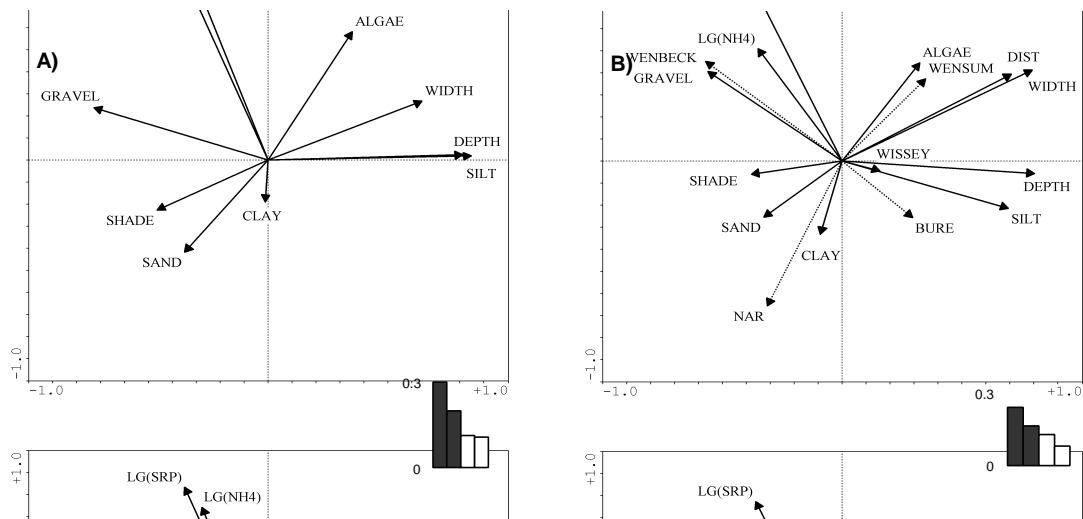 A)
ALGAE
GRAVEL
WIDTH
DEPTH
SILT
SHADE
CLAY
SAND
-1.0
-1.0
+1.0
0.3
0
+1.0
LG(SRP)
LG(NH4)
B)
LG(NH4)
WENBECK
GRAVEL
ALGAE
WENSUM
DIST
WIDTH
WISSEY
SHADE
DEPTH
SAND
SILT
BURE
CLAY
NAR
-1.0
-1.0
+1.0
0.3
0
+1.0
LG(SRP)